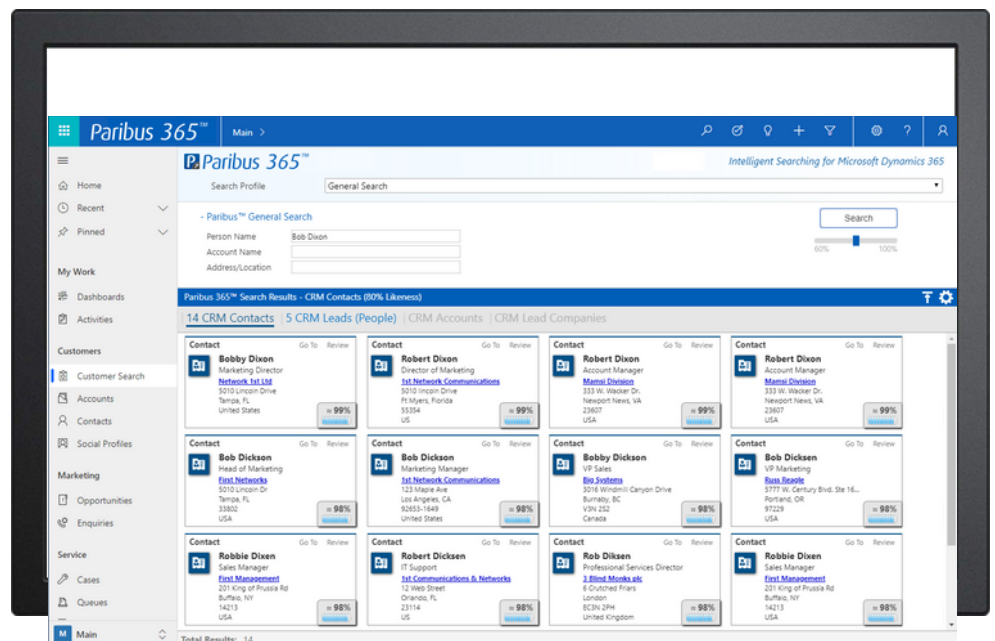 Paribus 365™
Main >
Paribus 365™
Intelligent Searching for Microsoft Dynamics 365
Home
Recent
Pinned
My Work
Dashboards
Activities
Customers
Customer Search
Accounts
Contacts
Social Profiles
Marketing
Opportunities
Enquiries
Service
Cases
Queues
M Main
Search Profile
General Search
- Paribus™ General Search
Person Name
Bob Dixon
Account Name
Address/Location
Search
60%
100%
Paribus 365™ Search Results - CRM Contacts (80% Likeness)
14 CRM Contacts | 5 CRM Leads (People) | CRM Accounts | CRM Lead Companies
Contact Go To Review
Bobby Dixon
Marketing Director
Network 1st Ltd
5010 Lincoln Drive
Tampa, FL
United States
≈ 99%
Contact Go To Review
Robert Dixon
Director of Marketing
1st Network Communications
5010 lincoln Drive
Ft Myers, Florida
55354
US
≈ 99%
Contact Go To Review
Robert Dixon
Account Manager
Mamsi Division
333 W. Wacker Dr.
Newport News, VA
23607
USA
≈ 99%
Contact Go To Review
Robert Dixon
Account Manager
Mamsi Division
333 W. Wacker Dr.
Newport News, VA
23607
USA
≈ 99%
Contact Go To Review
Bob Dickson
Head of Marketing
First Networks
5010 Lincoln Dr
Tampa, FL
33802
USA
≈ 98%
Contact Go To Review
Bob Dickson
Marketing Manager
1st Network Communications
123 Maple Ave
Los Angeles, CA
92653-1649
United States
≈ 98%
Contact Go To Review
Bobby Dickson
VP Sales
Big Systems
3016 Windmill Canyon Drive
Burnaby, BC
V3N 2S2
Canada
≈ 98%
Contact Go To Review
Bob Dickson
VP Marketing
Russ Reagle
5777 W. Century Blvd. Ste 16...
Portland, OR
97229
USA
≈ 98%
Contact Go To Review
Robbie Dixen
Sales Manager
First Management
201 King of Prussia Rd
Buffalo, NY
14213
USA
≈ 98%
Contact Go To Review
Robert Dicksen
IT Support
1st Communications & Networks
12 Web Street
Orlando, FL
23114
US
≈ 98%
Contact Go To Review
Rob Diksen
Professional Services Director
3 Blind Monks plc
6 Crutched Friars
London
EC3N 2PH
United Kingdom
≈ 98%
Contact Go To Review
Robbie Dixen
Sales Manager
First Management
201 King of Prussia Rd
Buffalo, NY
14213
USA
≈ 98%
Total Results: 14